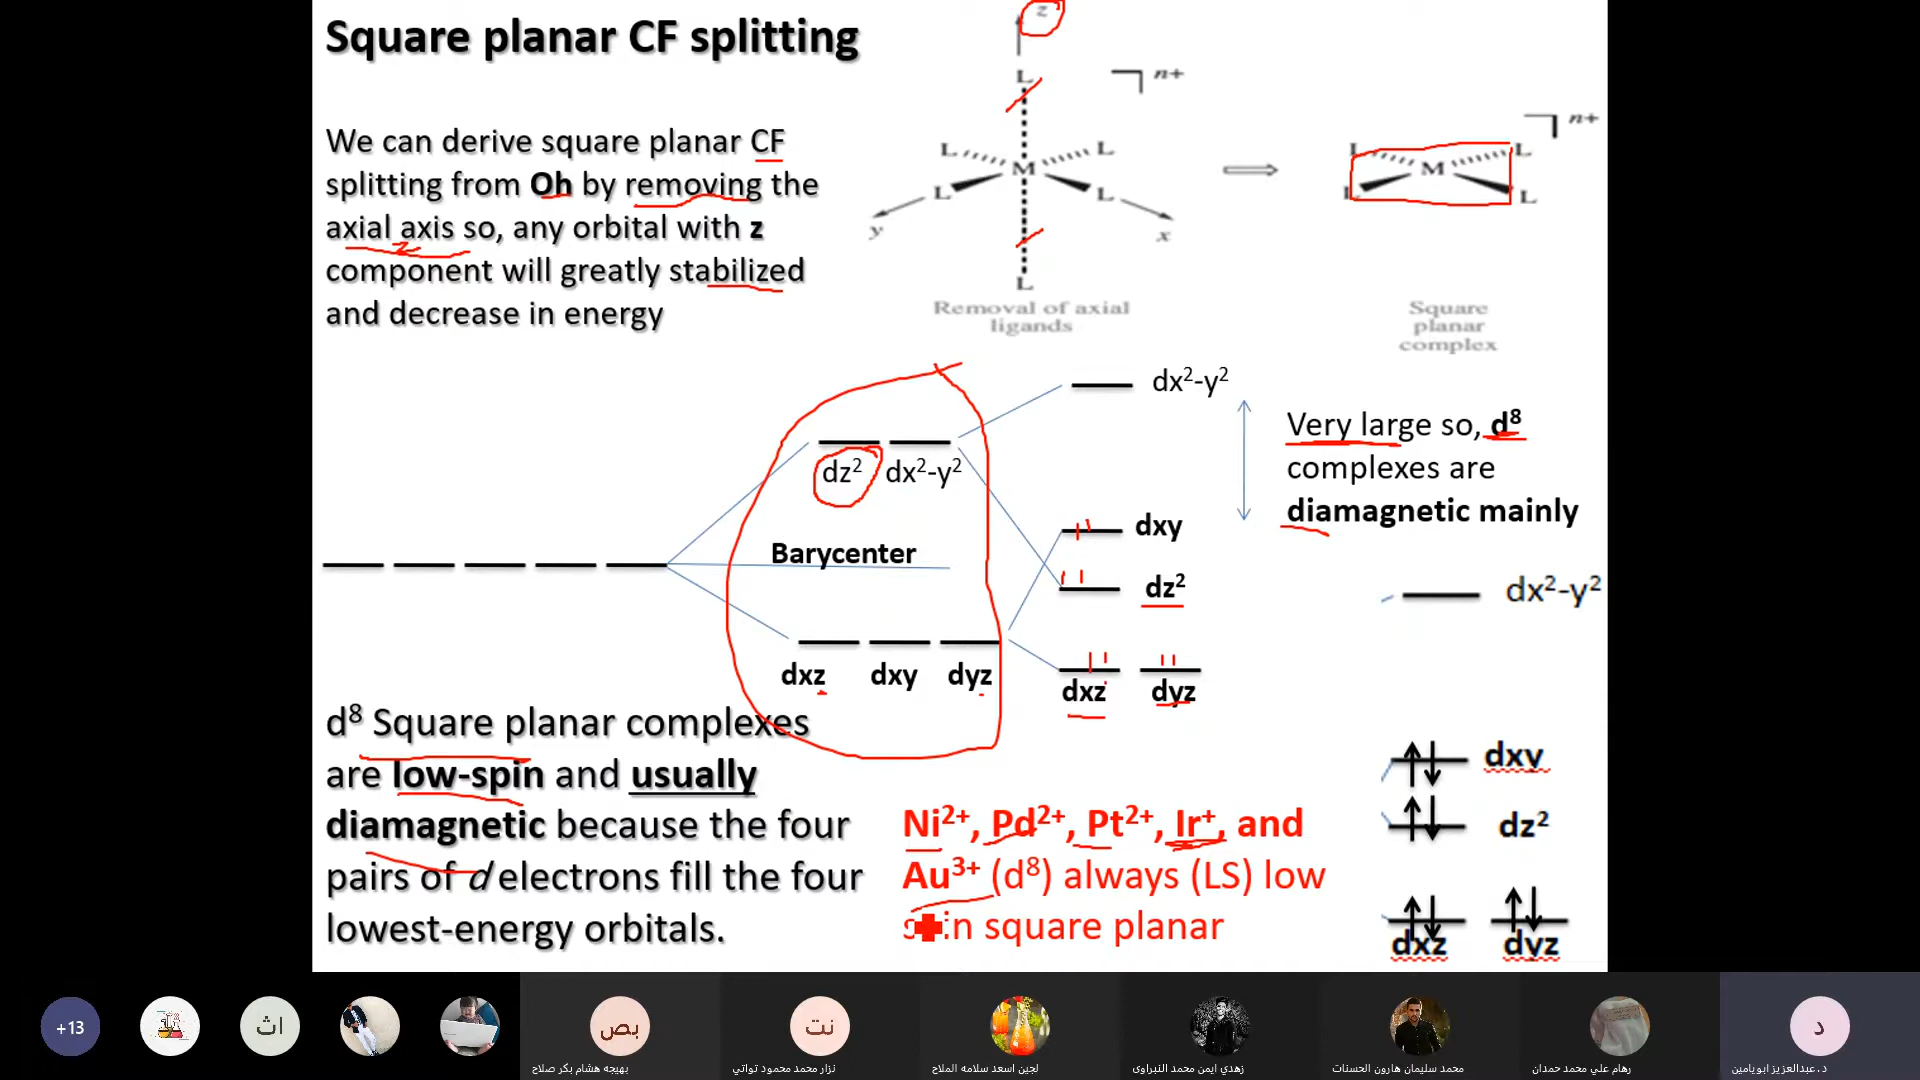 Square planar CF splitting
We can derive square planar CF
splitting from Oh by removing the
axial axis so, any orbital with z
component will greatly stabilized
and decrease in energy
z
L
n+
L L
M
L L
y x
L
Removal of axial
ligands
n+
L L
M
L L
Square
planar
complex
dx²-y²
dz² dx²-y²
Barycenter
dxz dxy dyz
dxy
dz²
dxz dyz
Very large so, d⁸
complexes are
diamagnetic mainly
dx²-y²
dxy
dz²
dxz dyz
d⁸ Square planar complexes
are low-spin and usually
diamagnetic because the four
pairs of d electrons fill the four
lowest-energy orbitals.
Ni²⁺, Pd²⁺, Pt²⁺, Ir⁺, and
Au³⁺ (d⁸) always (LS) low
square planar
+13
اث
بص
بهيجه هشام بكر صلاح
نت
نزار محمد محمود تواتي
لجين اسعد سلامه الملاح
زهدي ايمن محمد النبراوى
محمد سليمان هارون الحسنات
رهام علي محمد حمدان
د
د.عبدالعزيز ابويامين